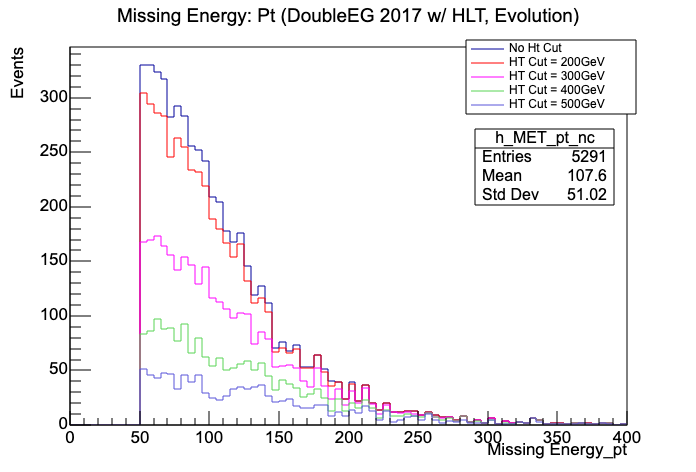 Missing Energy: Pt (DoubleEG 2017 w/ HLT, Evolution)
Events
No Ht Cut
HT Cut = 200GeV
HT Cut = 300GeV
HT Cut = 400GeV
HT Cut = 500GeV
h_MET_pt_nc
Entries 5291
Mean 107.6
Std Dev 51.02
300
250
200
150
100
50
0
0 50 100 150 200 250 300 350 400
Missing Energy_pt